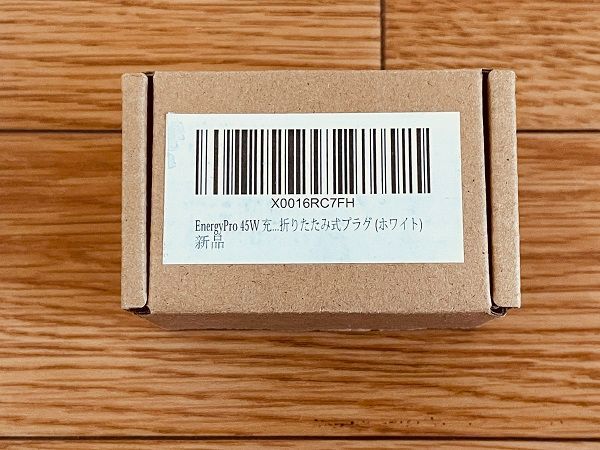 X0016RC7FH
EnergyPro 45W 充...折りたたみ式プラグ (ホワイト)
新品